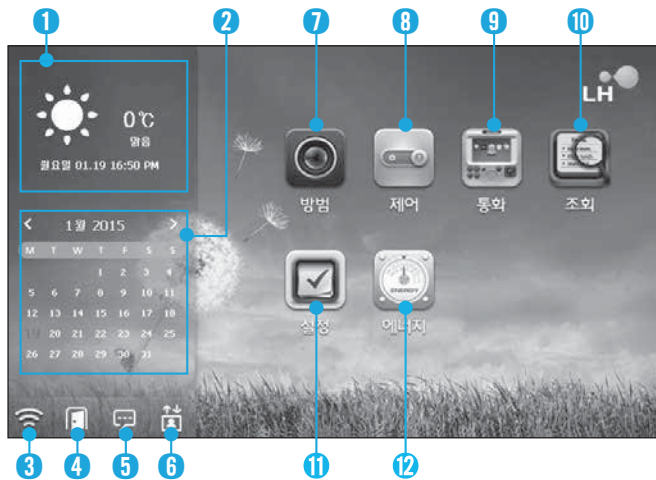 1 2 7 8 9 10
LH
0℃
맑음
월요일 01.19 16:50 PM
방범 제어 통화 조회
< 1월 2015 >
M T W T F S S
1 2 3 4
5 6 7 8 9 10 11
12 13 14 15 16 17 18
19 20 21 22 23 24 25
26 27 28 29 30 31
ENERGY
설정 에너지
3 4 5 6 11 12